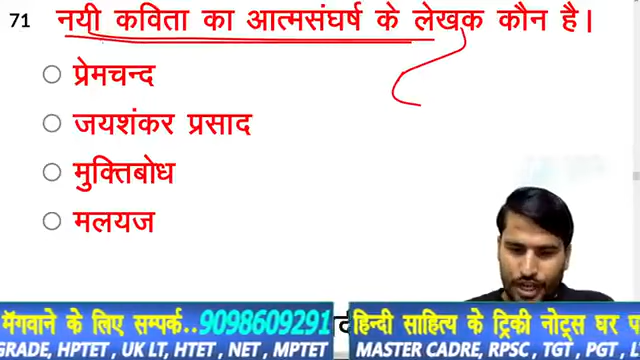 71 नयी कविता का आत्मसंघर्ष के लेखक कौन है।
प्रेमचन्द
जयशंकर प्रसाद
मुक्तिबोध
मलयज
मॅगवाने के लिए सम्पर्क..9098609291 हिन्दी साहित्य के ट्रिकी नोट्स घर
GRADE, HPTET , UK LT, HTET , NET , MPTET MASTER CADRE, RPSC , TGT , PGT ,